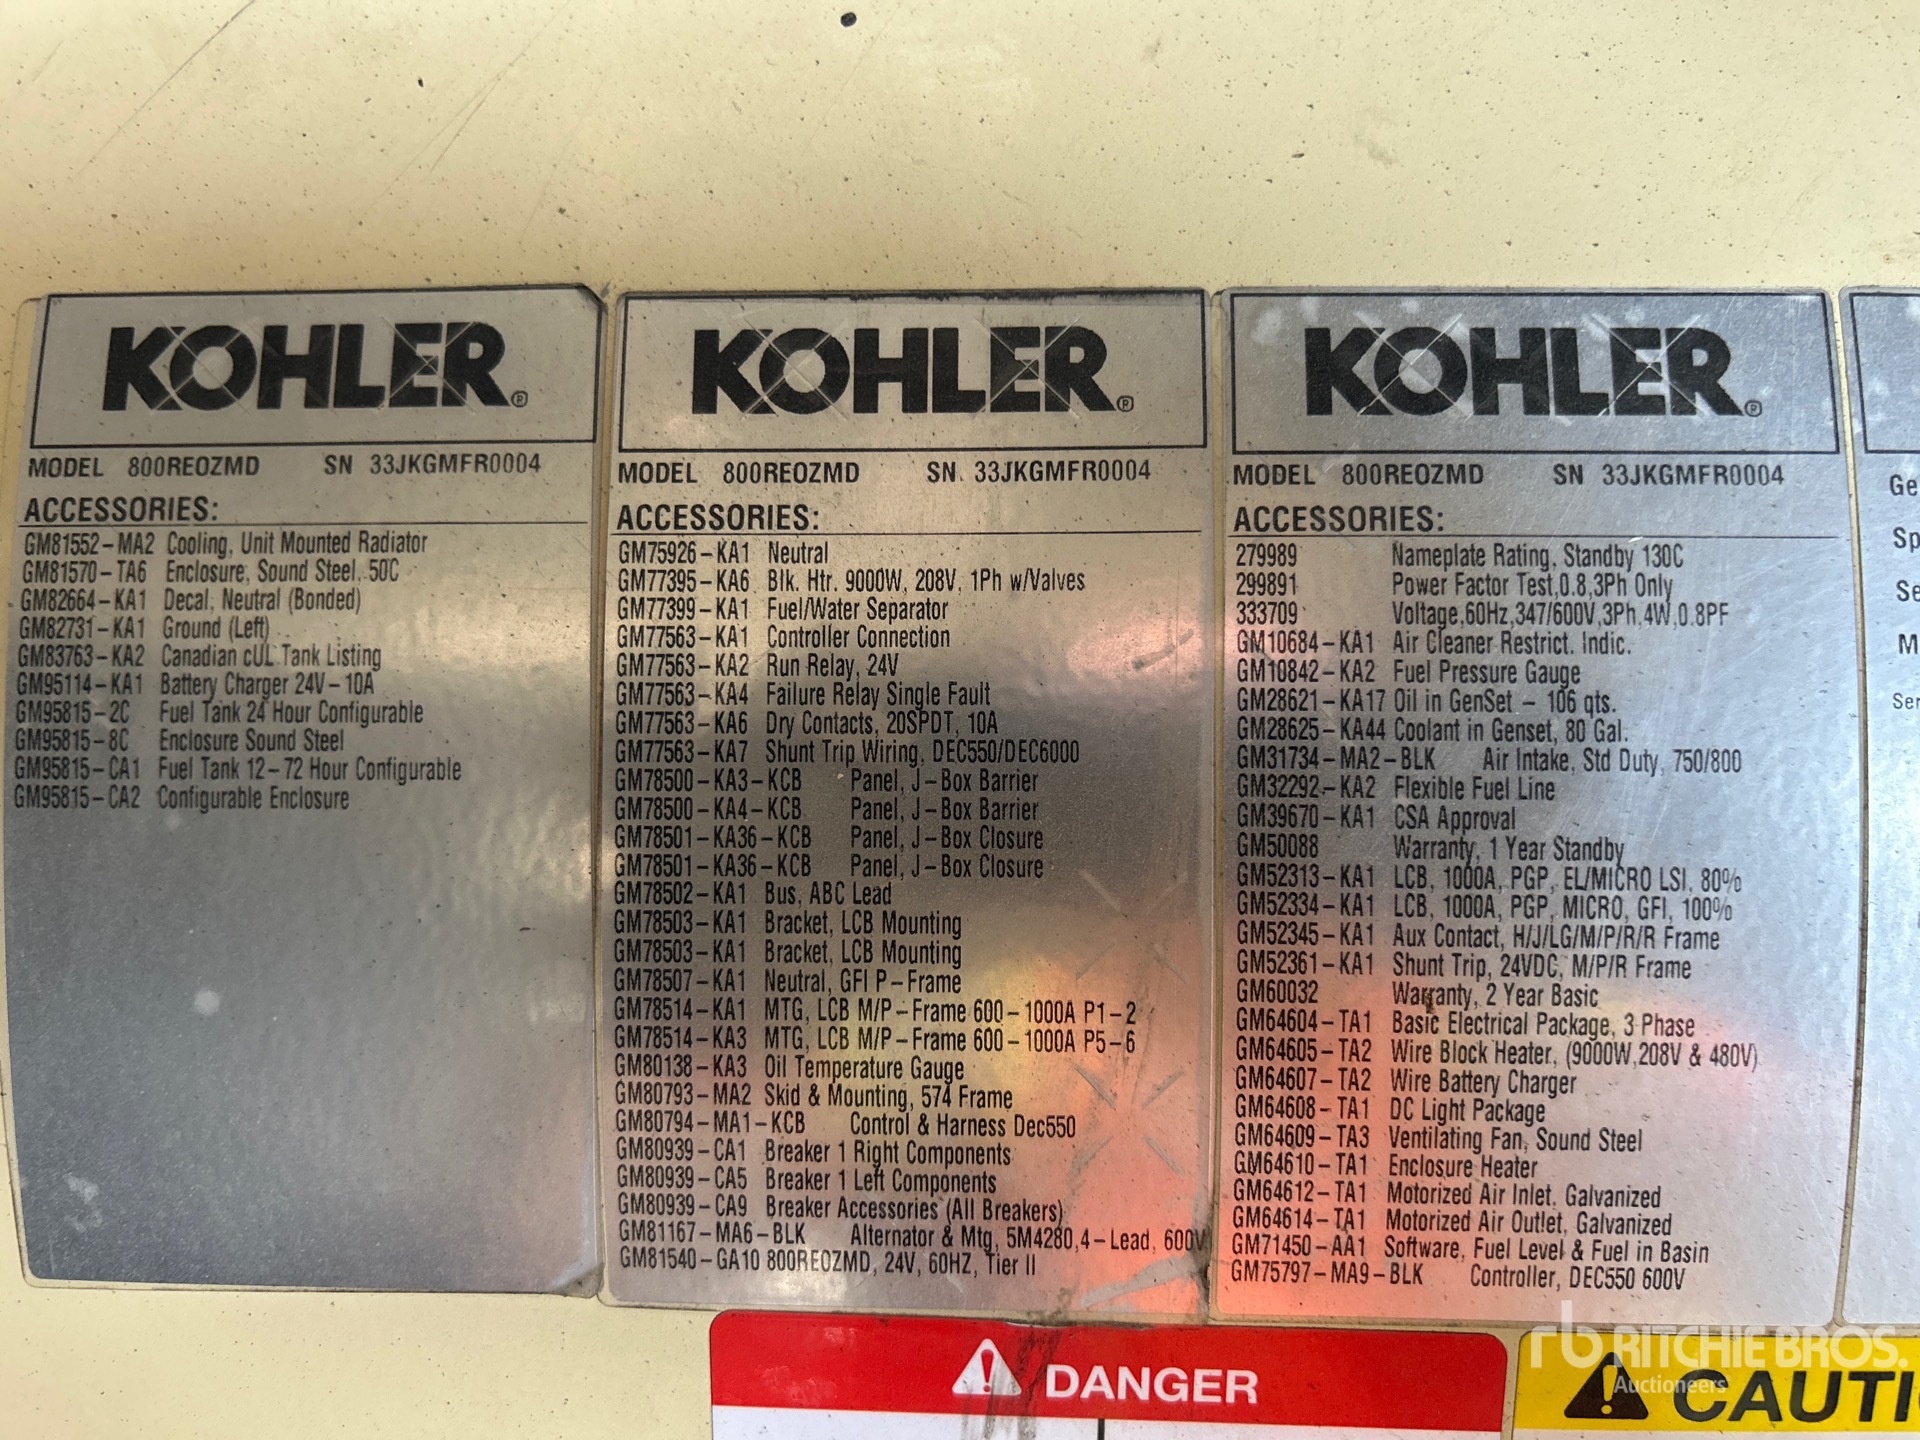 KOHLER®
MODEL 800REOZMD SN 33JKGMFR0004
ACCESSORIES:
GM81552-MA2 Cooling, Unit Mounted Radiator
GM81570-TA6 Enclosure, Sound Steel, 50C
GM82664-KA1 Decal, Neutral (Bonded)
GM82731-KA1 Ground (Left)
GM83763-KA2 Canadian cUL Tank Listing
GM95114-KA1 Battery Charger 24V-10A
GM95815-2C Fuel Tank 24 Hour Configurable
GM95815-8C Enclosure Sound Steel
GM95815-CA1 Fuel Tank 12-72 Hour Configurable
GM95815-CA2 Configurable Enclosure
KOHLER®
MODEL 800REOZMD SN 33JKGMFR0004
ACCESSORIES:
GM75926-KA1 Neutral
GM77395-KA6 Blk. Htr. 9000W, 208V, 1Ph w/Valves
GM77399-KA1 Fuel/Water Separator
GM77563-KA1 Controller Connection
GM77563-KA2 Run Relay, 24V
GM77563-KA4 Failure Relay Single Fault
GM77563-KA6 Dry Contacts, 20SPDT, 10A
GM77563-KA7 Shunt Trip Wiring, DEC550/DEC6000
GM78500-KA3-KCB Panel, J-Box Barrier
GM78500-KA4-KCB Panel, J-Box Barrier
GM78501-KA36-KCB Panel, J-Box Closure
GM78501-KA36-KCB Panel, J-Box Closure
GM78502-KA1 Bus, ABC Lead
GM78503-KA1 Bracket, LCB Mounting
GM78503-KA1 Bracket, LCB Mounting
GM78507-KA1 Neutral, GFI P-Frame
GM78514-KA1 MTG, LCB M/P-Frame 600-1000A P1-2
GM78514-KA3 MTG, LCB M/P-Frame 600-1000A P5-6
GM80138-KA3 Oil Temperature Gauge
GM80793-MA2 Skid & Mounting, 574 Frame
GM80794-MA1-KCB Control & Harness Dec550
GM80939-CA1 Breaker 1 Right Components
GM80939-CA5 Breaker 1 Left Components
GM80939-CA9 Breaker Accessories (All Breakers)
GM81167-MA6-BLK Alternator & Mtg, 5M4280,4-Lead, 600V
GM81540-GA10 800REOZMD, 24V, 60HZ, Tier II
KOHLER®
MODEL 800REOZMD SN 33JKGMFR0004
ACCESSORIES:
279989 Nameplate Rating, Standby 130C
299891 Power Factor Test,0.8,3Ph Only
333709 Voltage,60Hz,347/600V,3Ph,4W,0.8PF
GM10684-KA1 Air Cleaner Restrict. Indic.
GM10842-KA2 Fuel Pressure Gauge
GM28621-KA17 Oil in GenSet - 106 qts.
GM28625-KA44 Coolant in Genset, 80 Gal.
GM31734-MA2-BLK Air Intake, Std Duty, 750/800
GM32292-KA2 Flexible Fuel Line
GM39670-KA1 CSA Approval
GM50088 Warranty, 1 Year Standby
GM52313-KA1 LCB, 1000A, PGP, EL/MICRO LSI, 80%
GM52334-KA1 LCB, 1000A, PGP, MICRO, GFI, 100%
GM52345-KA1 Aux Contact, H/J/LG/M/P/R/R Frame
GM52361-KA1 Shunt Trip, 24VDC, M/P/R Frame
GM60032 Warranty, 2 Year Basic
GM64604-TA1 Basic Electrical Package, 3 Phase
GM64605-TA2 Wire Block Heater, (9000W,208V & 480V)
GM64607-TA2 Wire Battery Charger
GM64608-TA1 DC Light Package
GM64609-TA3 Ventilating Fan, Sound Steel
GM64610-TA1 Enclosure Heater
GM64612-TA1 Motorized Air Inlet, Galvanized
GM64614-TA1 Motorized Air Outlet, Galvanized
GM71450-AA1 Software, Fuel Level & Fuel in Basin
GM75797-MA9-BLK Controller, DEC550 600V
Ge
Sp
Se
M
Ser
DANGER
CAUTI
rb RITCHIE BROS.
Auctioneers